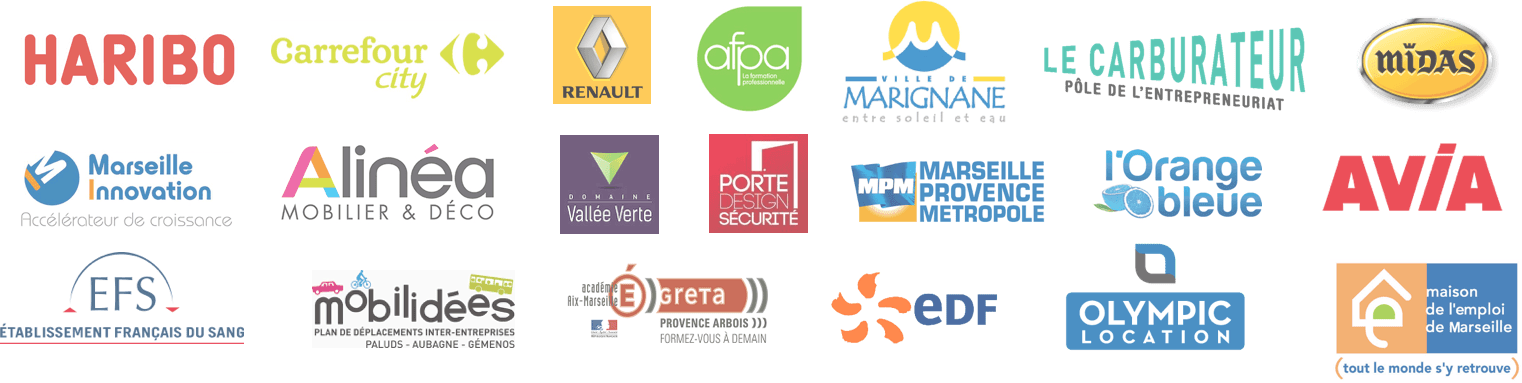 HARIBO
Carrefour
city
RENAULT
afpa
La formation
professionnelle
VILLE DE
MARIGNANE
entre soleil et eau
LE CARBURATEUR
PÔLE DE L'ENTREPRENEURIAT
MIDAS
Marseille
Innovation
Accélérateur de croissance
Alinéa
MOBILIER & DÉCO
DOMAINE
Vallée Verte
PORTE
DESIGN
SÉCURITÉ
MPM
MARSEILLE
PROVENCE
METROPOLE
l'Orange
bleue
AVIA
EFS
ÉTABLISSEMENT FRANÇAIS DU SANG
mobilidées
PLAN DE DÉPLACEMENTS INTER-ENTREPRISES
PALUDS - AUBAGNE - GÉMENOS
académie
Aix-Marseille
É
GRETA
PROVENCE ARBOIS )))
FORMEZ-VOUS À DEMAIN
eDF
OLYMPIC
LOCATION
e
maison
de l'emploi
de Marseille
(tout le monde s'y retrouve)